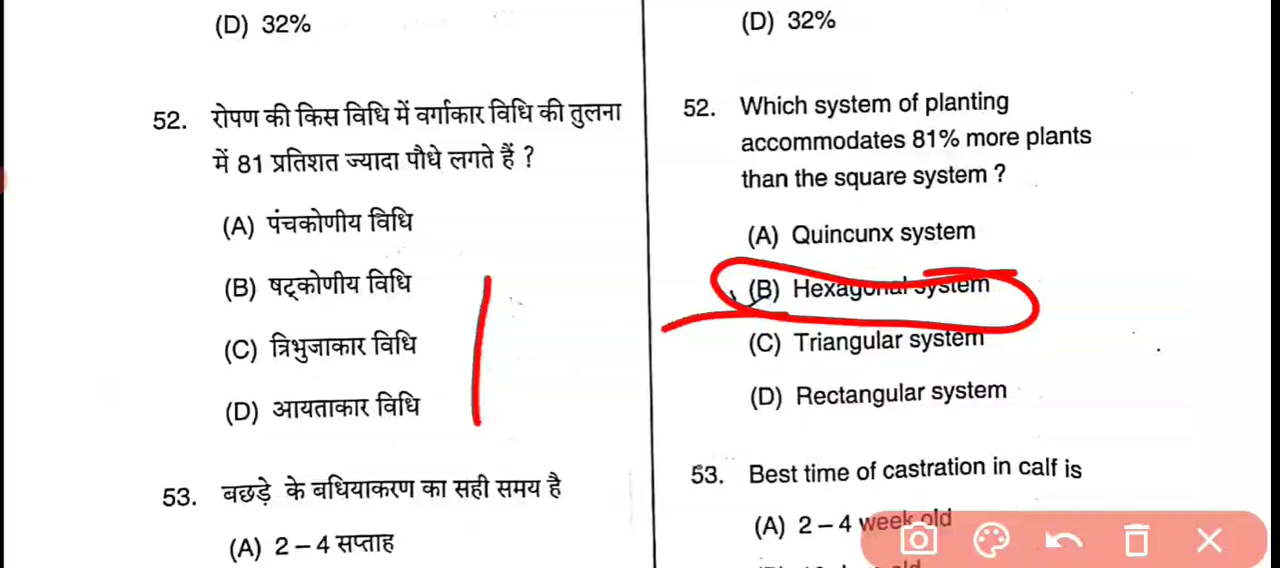 (D) 32%
52. रोपण की किस विधि में वर्गाकार विधि की तुलना
में 81 प्रतिशत ज्यादा पौधे लगते हैं ?
(A) पंचकोणीय विधि
(B) षट्कोणीय विधि
(C) त्रिभुजाकार विधि
(D) आयताकार विधि
53. बछड़े के बधियाकरण का सही समय है
(A) 2 – 4 सप्ताह
(D) 32%
52. Which system of planting
accommodates 81% more plants
than the square system ?
(A) Quincunx system
(B) Hexagonal system
(C) Triangular system
(D) Rectangular system
53. Best time of castration in calf is
(A) 2 – 4 week old
old